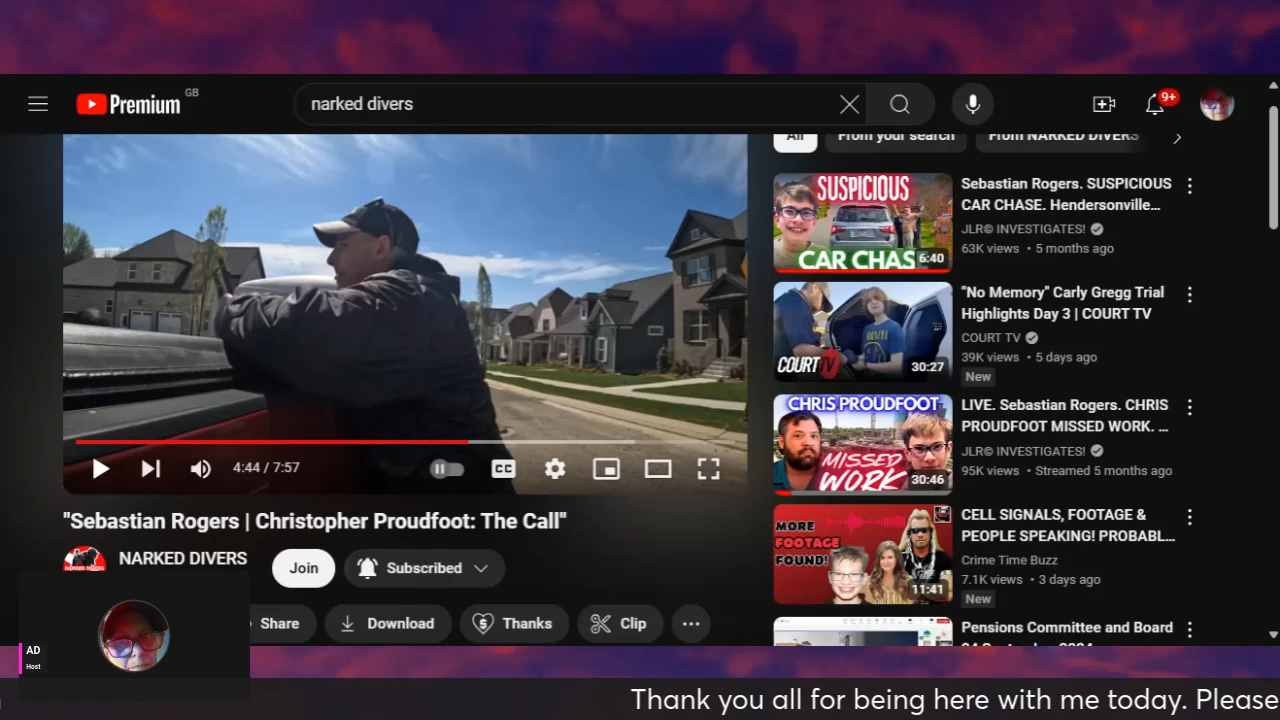 Premium GB
narked divers
9+
All From your search From NARKED DIVERS
SUSPICIOUS
CAR CHAS
6:40
Sebastian Rogers. SUSPICIOUS
CAR CHASE. Hendersonville...
JLR© INVESTIGATES!
63K views • 5 months ago
COURT TV
30:27
"No Memory" Carly Gregg Trial
Highlights Day 3 | COURT TV
COURT TV
39K views • 5 days ago
New
CHRIS PROUDFOOT
MISSED
WORK
30:46
LIVE. Sebastian Rogers. CHRIS
PROUDFOOT MISSED WORK. ...
JLR© INVESTIGATES!
95K views • Streamed 5 months ago
MORE
FOOTAGE
FOUND!
11:41
CELL SIGNALS, FOOTAGE &
PEOPLE SPEAKING! PROBABL...
Crime Time Buzz
7.1K views • 3 days ago
New
Pensions Committee and Board
4:44 / 7:57
CC
"Sebastian Rogers | Christopher Proudfoot: The Call"
NARKED DIVERS
Join
Subscribed
Share
Download
Thanks
Clip
AD
Host
Thank you all for being here with me today. Please